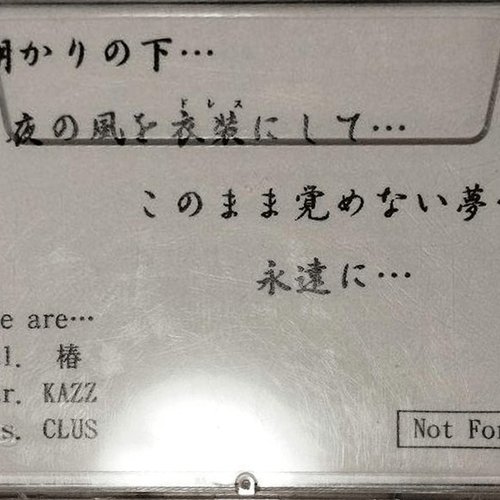 明かりの下…
夜の風を衣装にして…
ドレス
このまま覚めない夢
永遠に…
e are…
l. 椿
r. KAZZ
s. CLUS
Not For